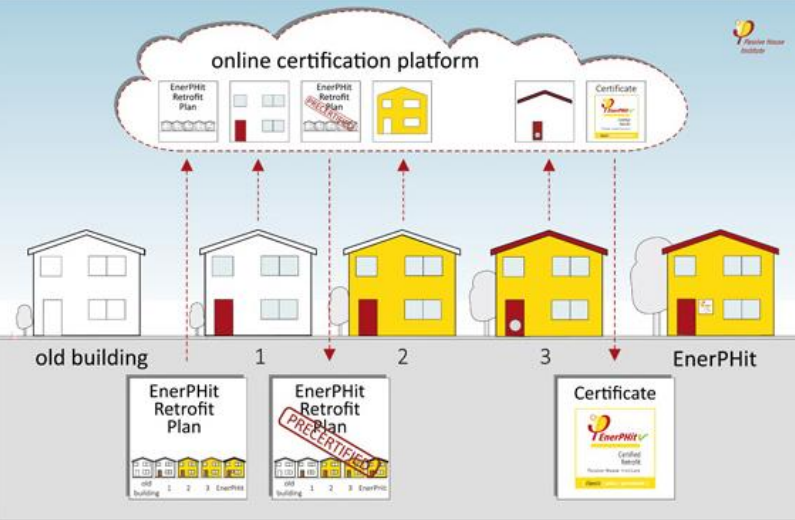 Passive House
Institute
online certification platform
EnerPHit
Retrofit
Plan
EnerPHit
Retrofit
Plan
PRECERTIFIED
Certificate
EnerPHit
old building
1
2
3
EnerPHit
EnerPHit
Retrofit
Plan
old
building
1
2
3
EnerPHit
EnerPHit
Retrofit
Plan
PRECERTIFIED
old
building
1
2
3
EnerPHit
Certificate
EnerPHit
Certified
Retrofit
Passive House Institute
classic